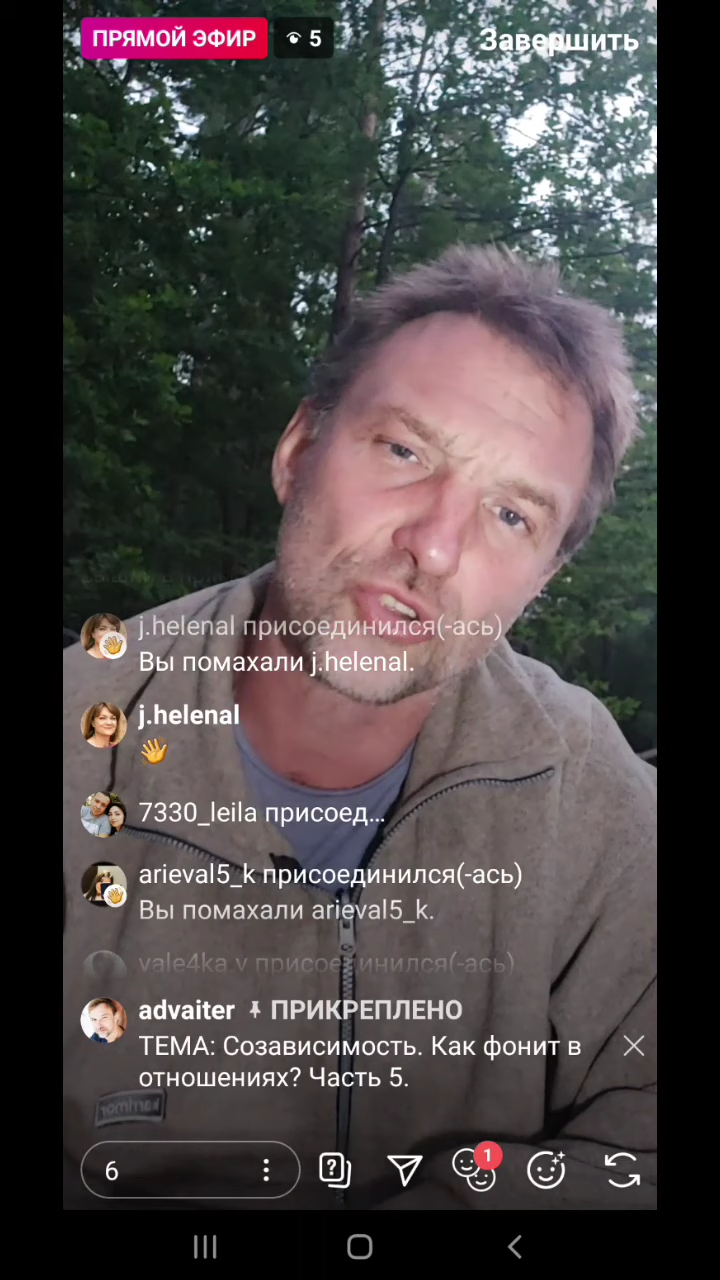 ПРЯМОЙ ЭФИР
5
Завершить
j.helenal присоединился(-ась)
Вы помахали j.helenal.
j.helenal
7330_leila присоед...
arieval5_k присоединился(-ась)
Вы помахали arieval5_k.
vale4ka.v присоединился(-ась)
advaiter ПРИКРЕПЛЕНО
ТЕМА: Созависимость. Как фонит в
отношениях? Часть 5.
6
1